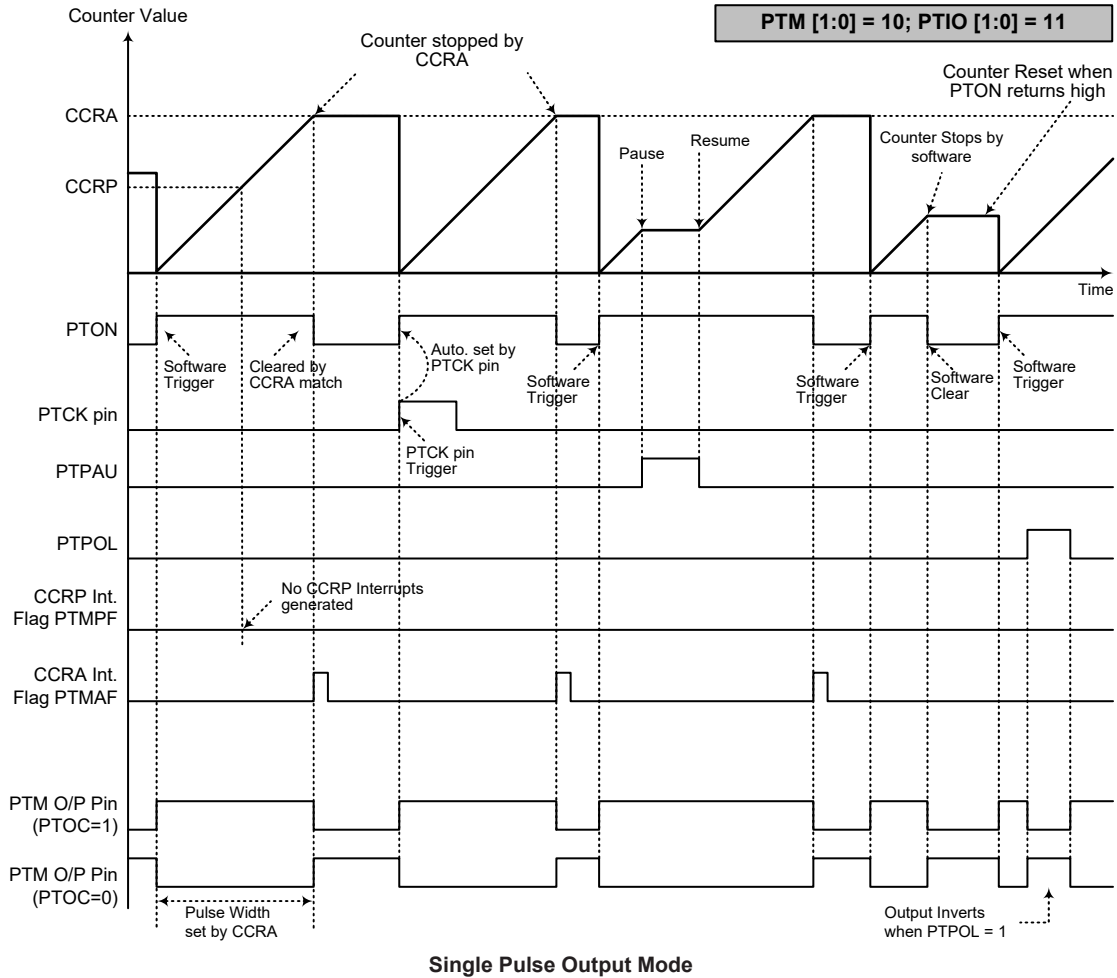 Counter Value
PTM [1:0] = 10; PTIO [1:0] = 11
Counter stopped by
CCRA
Counter Reset when
PTON returns high
CCRA
Counter Stops by
software
Pause
Resume
CCRP
Time
PTON
Software
Trigger
Cleared by
CCRA match
Auto. set by
PTCK pin
Software
Trigger
Software
Trigger
Software
Clear
Software
Trigger
PTCK pin
PTCK pin
Trigger
PTPAU
PTPOL
No CCRP Interrupts
generated
CCRP Int.
Flag PTMPF
CCRA Int.
Flag PTMAF
PTM O/P Pin
(PTOC=1)
PTM O/P Pin
(PTOC=0)
Pulse Width
set by CCRA
Output Inverts
when PTPOL = 1
Single Pulse Output Mode